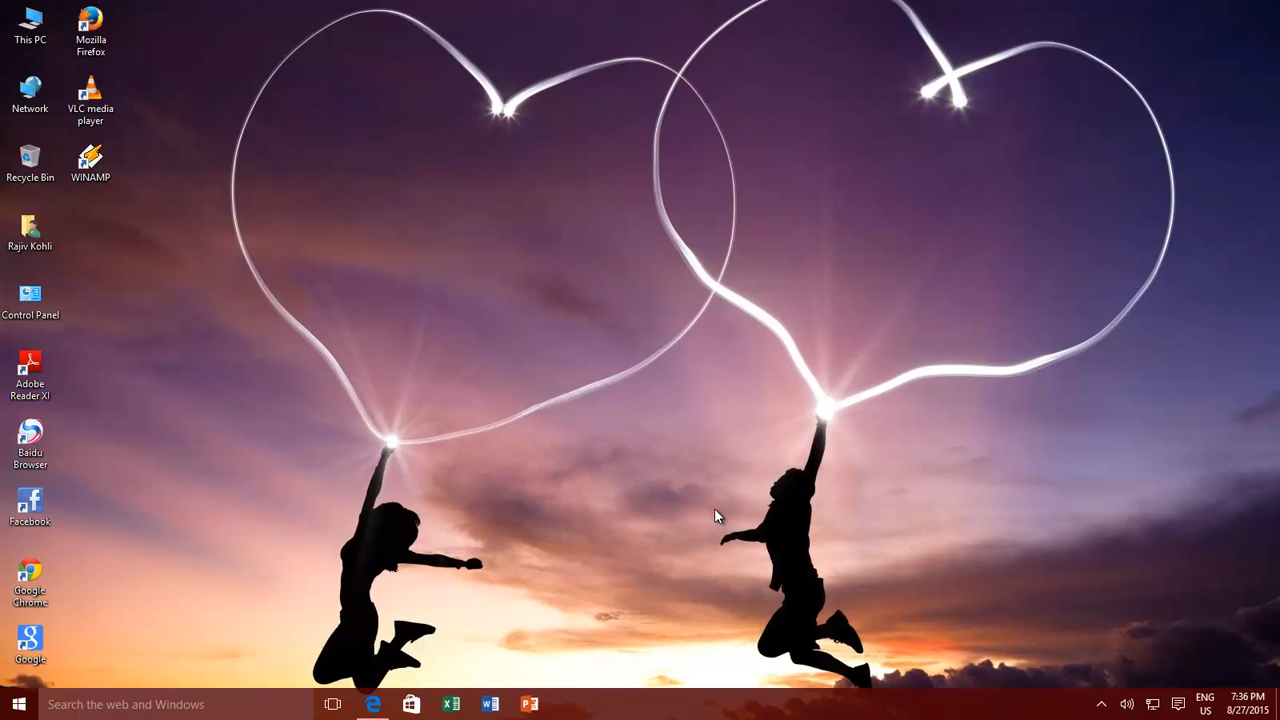 This PC
Mozilla
Firefox
Network
VLC media
player
Recycle Bin
WINAMP
Rajiv Kohli
Control Panel
Adobe
Reader XI
Baidu
Browser
Facebook
Google
Chrome
Google
Search the web and Windows
ENG
US
7:36 PM
8/27/2015